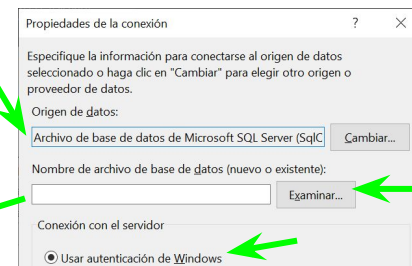 Propiedades de la conexión ? ×
Especifique la información para conectarse al origen de datos
seleccionado o haga clic en "Cambiar" para elegir otro origen o
proveedor de datos.
Origen de datos:
Archivo de base de datos de Microsoft SQL Server (SqlC Cambiar...
Nombre de archivo de base de datos (nuevo o existente):
Examinar...
Conexión con el servidor
Usar autenticación de Windows